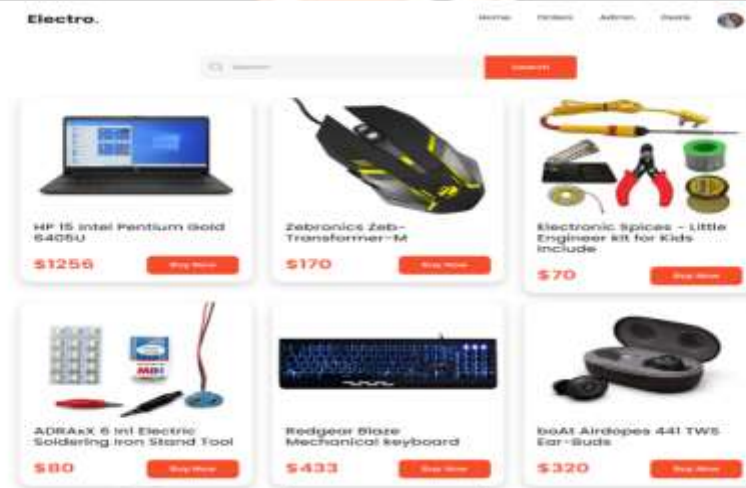 Electro.
Home Orders Admin
Search
Search
HP 15 Intel Pentium Gold
6405U
$1256
Buy Now
Zebronics Zeb-
Transformer-M
$170
Buy Now
Electronic Spices - Little
Engineer kit for Kids
Include
$70
Buy Now
ADRAxX 6 In1 Electric
Soldering Iron Stand Tool
$80
Buy Now
Redgear Blaze
Mechanical keyboard
$433
Buy Now
boAt Airdopes 441 TWS
Ear-Buds
$320
Buy Now